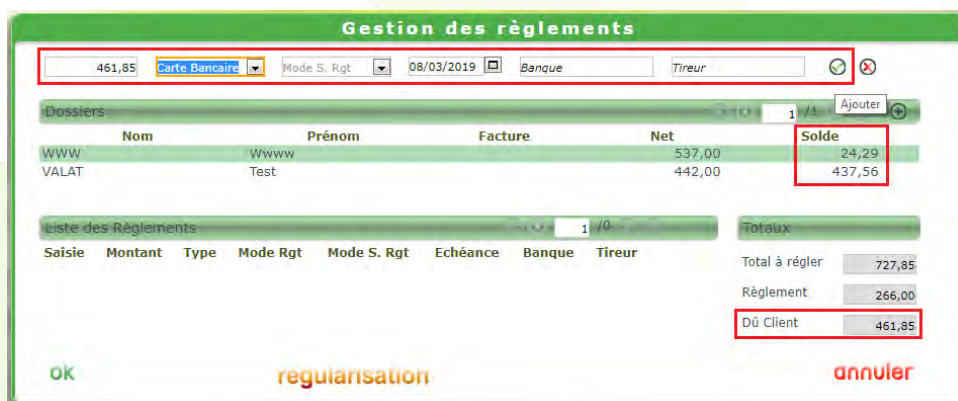 Gestion des règlements
461,85 Carte Bancaire Mode S. Rgt 08/03/2019 Banque Tireur
Ajouter
Dossiers 1 /1
Nom Prénom Facture Net Solde
WWW Wwww 537,00 24,29
VALAT Test 442,00 437,56
Liste des Règlements 1 /0 Totaux
Saisie Montant Type Mode Rgt Mode S. Rgt Echéance Banque Tireur
Total à régler 727,85
Règlement 266,00
Dû Client 461,85
ok regularisation annuler